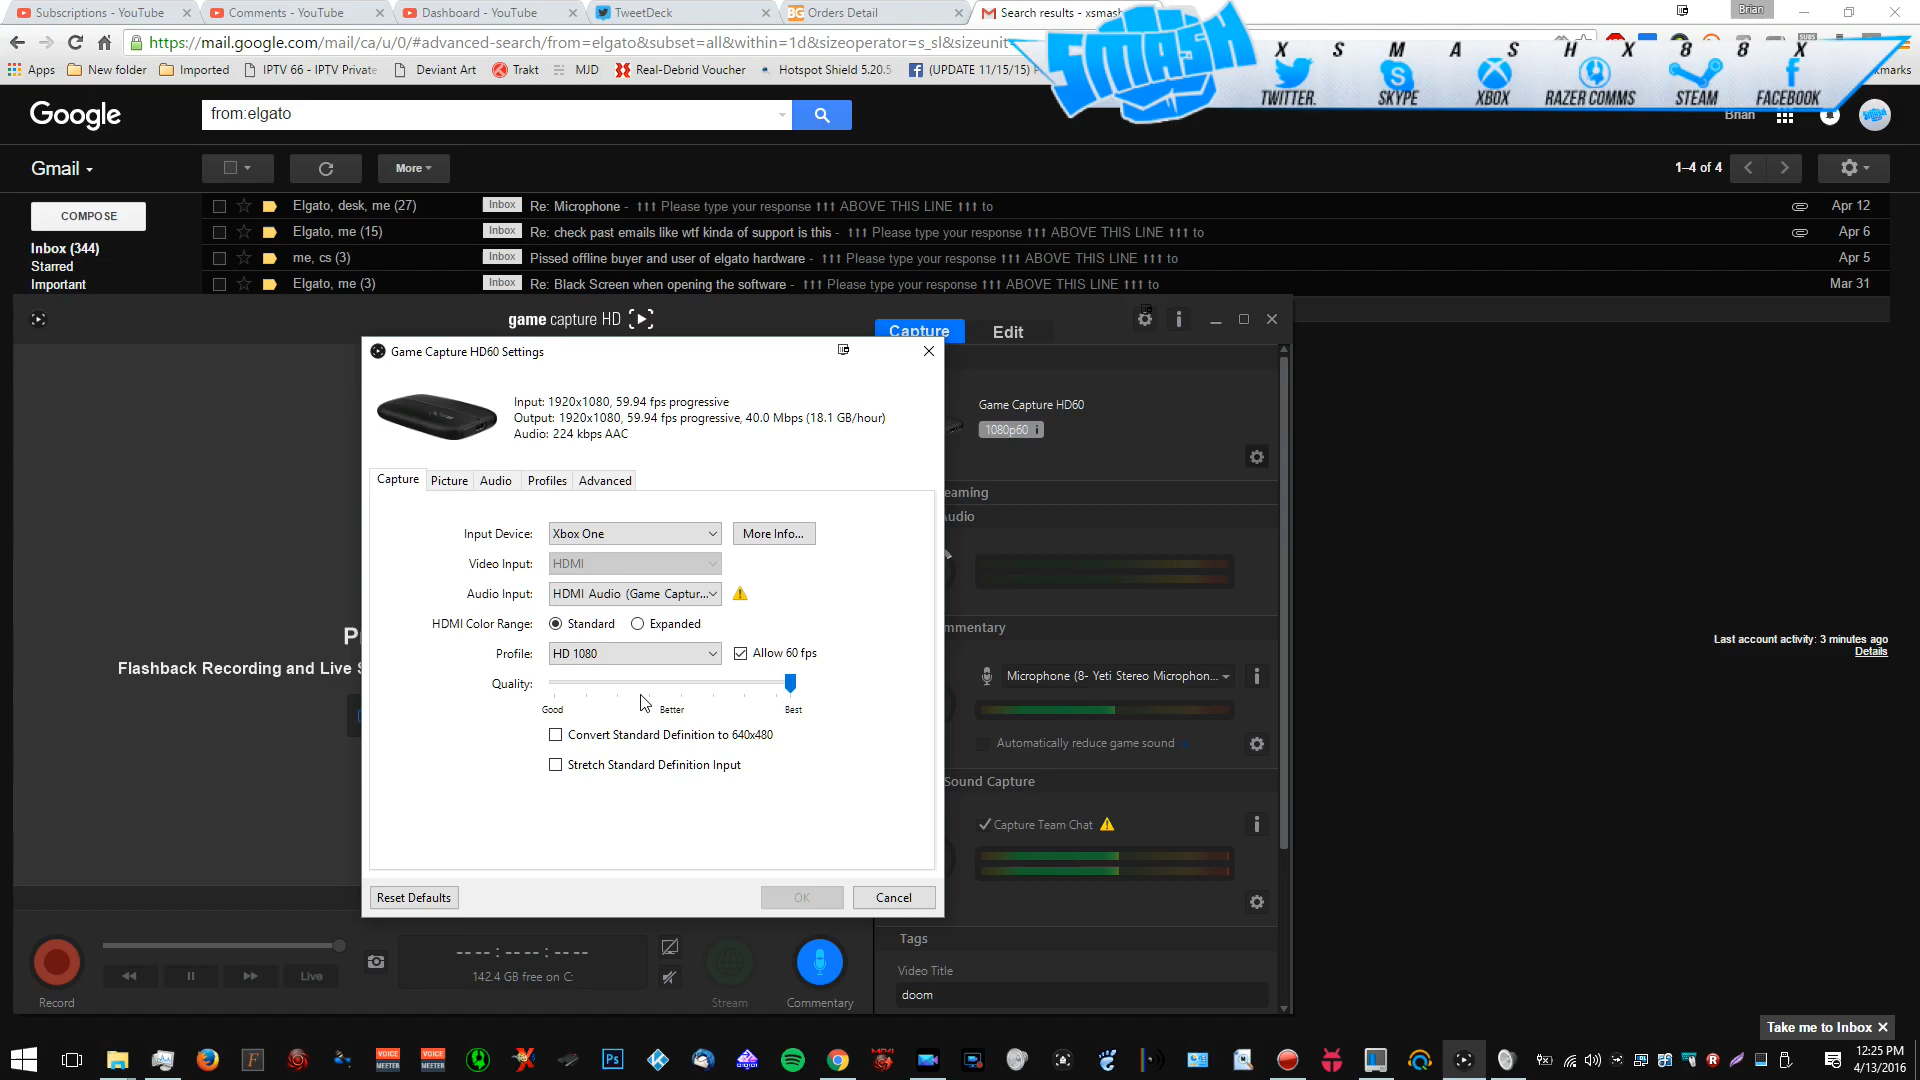 Subscriptions - YouTube
Comments - YouTube
Dashboard - YouTube
TweetDeck
Orders Detail
Search results - xsmash
Brian
https://mail.google.com/mail/ca/u/0/#advanced-search/from=elgato&subset=all&within=1d&sizeoperator=s_sl&sizeunit
Apps
New folder
Imported
IPTV 66 - IPTV Private
Deviant Art
Trakt
MJD
Real-Debrid Voucher
Hotspot Shield 5.20.5
(UPDATE 11/15/15)
SMASH
X S M A S H X 8 8 X
TWITTER.
SKYPE
XBOX
RAZER COMMS
STEAM
FACEBOOK
Google
from:elgato
Brian
Gmail
More
1–4 of 4
COMPOSE
Inbox (344)
Starred
Important
Elgato, desk, me (27) Inbox Re: Microphone - ↑↑↑ Please type your response ↑↑↑ ABOVE THIS LINE ↑↑↑ to Apr 12
Elgato, me (15) Inbox Re: check past emails like wtf kinda of support is this - ↑↑↑ Please type your response ↑↑↑ ABOVE THIS LINE ↑↑↑ to Apr 6
me, cs (3) Inbox Pissed offline buyer and user of elgato hardware - ↑↑↑ Please type your response ↑↑↑ ABOVE THIS LINE ↑↑↑ to Apr 5
Elgato, me (3) Inbox Re: Black Screen when opening the software - ↑↑↑ Please type your response ↑↑↑ ABOVE THIS LINE ↑↑↑ to Mar 31
game capture HD
Capture
Edit
Game Capture HD60 Settings
Input: 1920x1080, 59.94 fps progressive
Output: 1920x1080, 59.94 fps progressive, 40.0 Mbps (18.1 GB/hour)
Audio: 224 kbps AAC
Capture Picture Audio Profiles Advanced
Input Device: Xbox One More Info...
Video Input: HDMI
Audio Input: HDMI Audio (Game Captur...
HDMI Color Range: Standard Expanded
Profile: HD 1080 Allow 60 fps
Quality:
Good Better Best
Convert Standard Definition to 640x480
Stretch Standard Definition Input
Reset Defaults
OK
Cancel
Flashback Recording and Live
Game Capture HD60
1080p60
eaming
udio
mmentary
Microphone (8- Yeti Stereo Microphon...
Automatically reduce game sound
Sound Capture
Capture Team Chat
Tags
Video Title
doom
Last account activity: 3 minutes ago
Details
Record
Live
--:--:--
142.4 GB free on C:
Stream
Commentary
Take me to Inbox
VOICE MEETER
VOICE MEETER
Ps
12:25 PM
4/13/2016